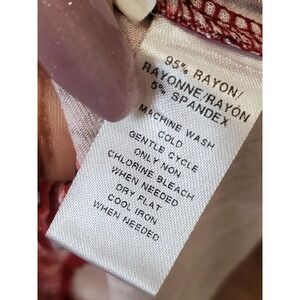 95% RAYON/
RAYONNE/RAYÓN
5% SPANDEX
MACHINE WASH
COLD
GENTLE CYCLE
ONLY NON
CHLORINE BLEACH
WHEN NEEDED
DRY FLAT
COOL IRON
WHEN NEEDED